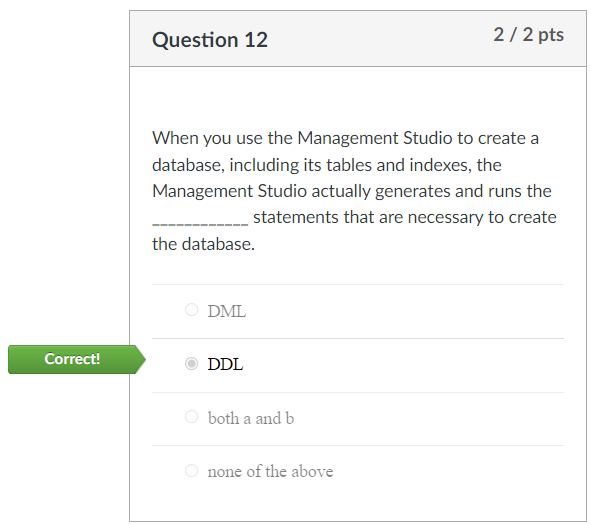 Question 12
2 / 2 pts
When you use the Management Studio to create a
database, including its tables and indexes, the
Management Studio actually generates and runs the
____________ statements that are necessary to create
the database.
DML
Correct!
DDL
both a and b
none of the above